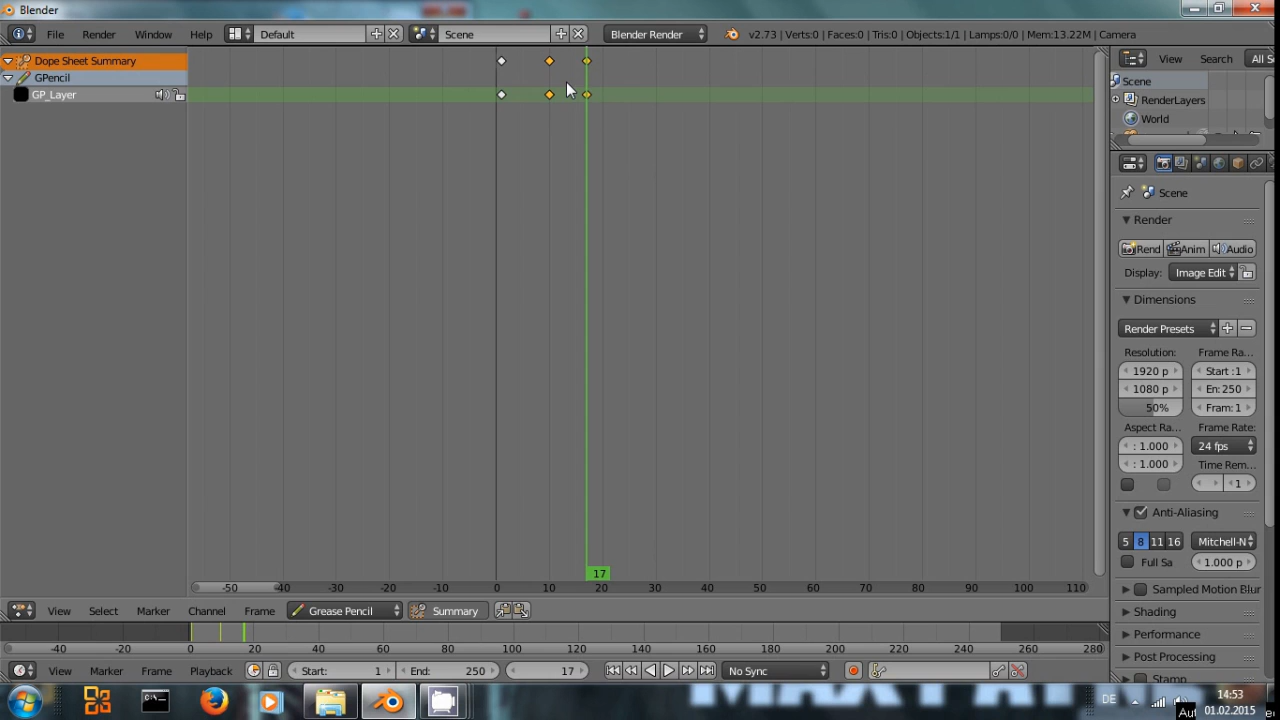 Blender
File Render Window Help Default Scene Blender Render v2.73 | Verts:0 | Faces:0 | Tris:0 | Objects:1/1 | Lamps:0/0 | Mem:13.22M | Camera
Dope Sheet Summary
GPencil
GP_Layer
View Search All S
Scene
RenderLayers
World
Scene
Render
Rend Anim Audio
Display: Image Edit
Dimensions
Render Presets
Resolution: Frame Ra...
1920 p Start :1
1080 p En: 250
50% Fram: 1
Aspect Ra... Frame Rate:
: 1.000 24 fps
: 1.000 Time Rem...
1
Anti-Aliasing
5 8 11 16 Mitchell-N
Full Sa 1.000 p
Sampled Motion Blur
Shading
Performance
Post Processing
Stamp
17
-50 -40 -30 -20 -10 0 10 20 30 40 50 60 70 80 90 100 110
View Select Marker Channel Frame Grease Pencil Summary
-40 -20 0 20 40 60 80 100 120 140 160 180 200 220 240 260 280
View Marker Frame Playback Start: 1 End: 250 17 No Sync
DE 14:53
01.02.2015